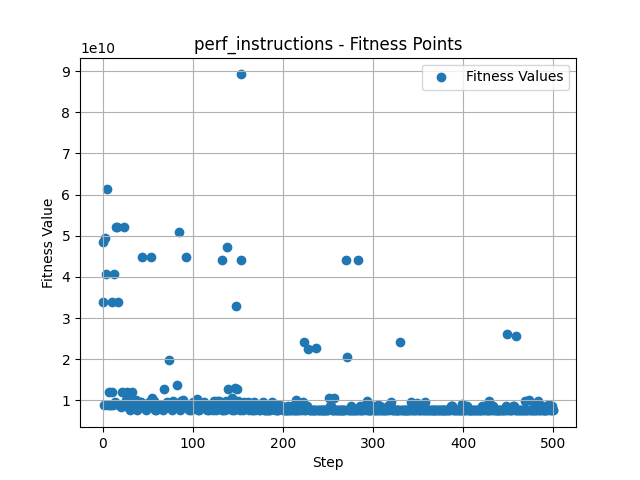 perf_instructions - Fitness Points
1e10
Fitness Values
9
8
7
6
5
4
3
2
1
Fitness Value
0 100 200 300 400 500
Step